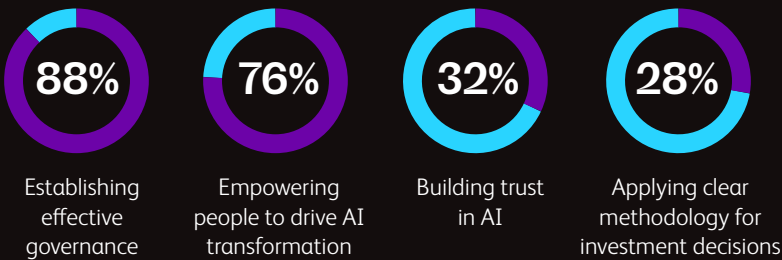 88%
Establishing
effective
governance
76%
Empowering
people to drive AI
transformation
32%
Building trust
in AI
28%
Applying clear
methodology for
investment decisions